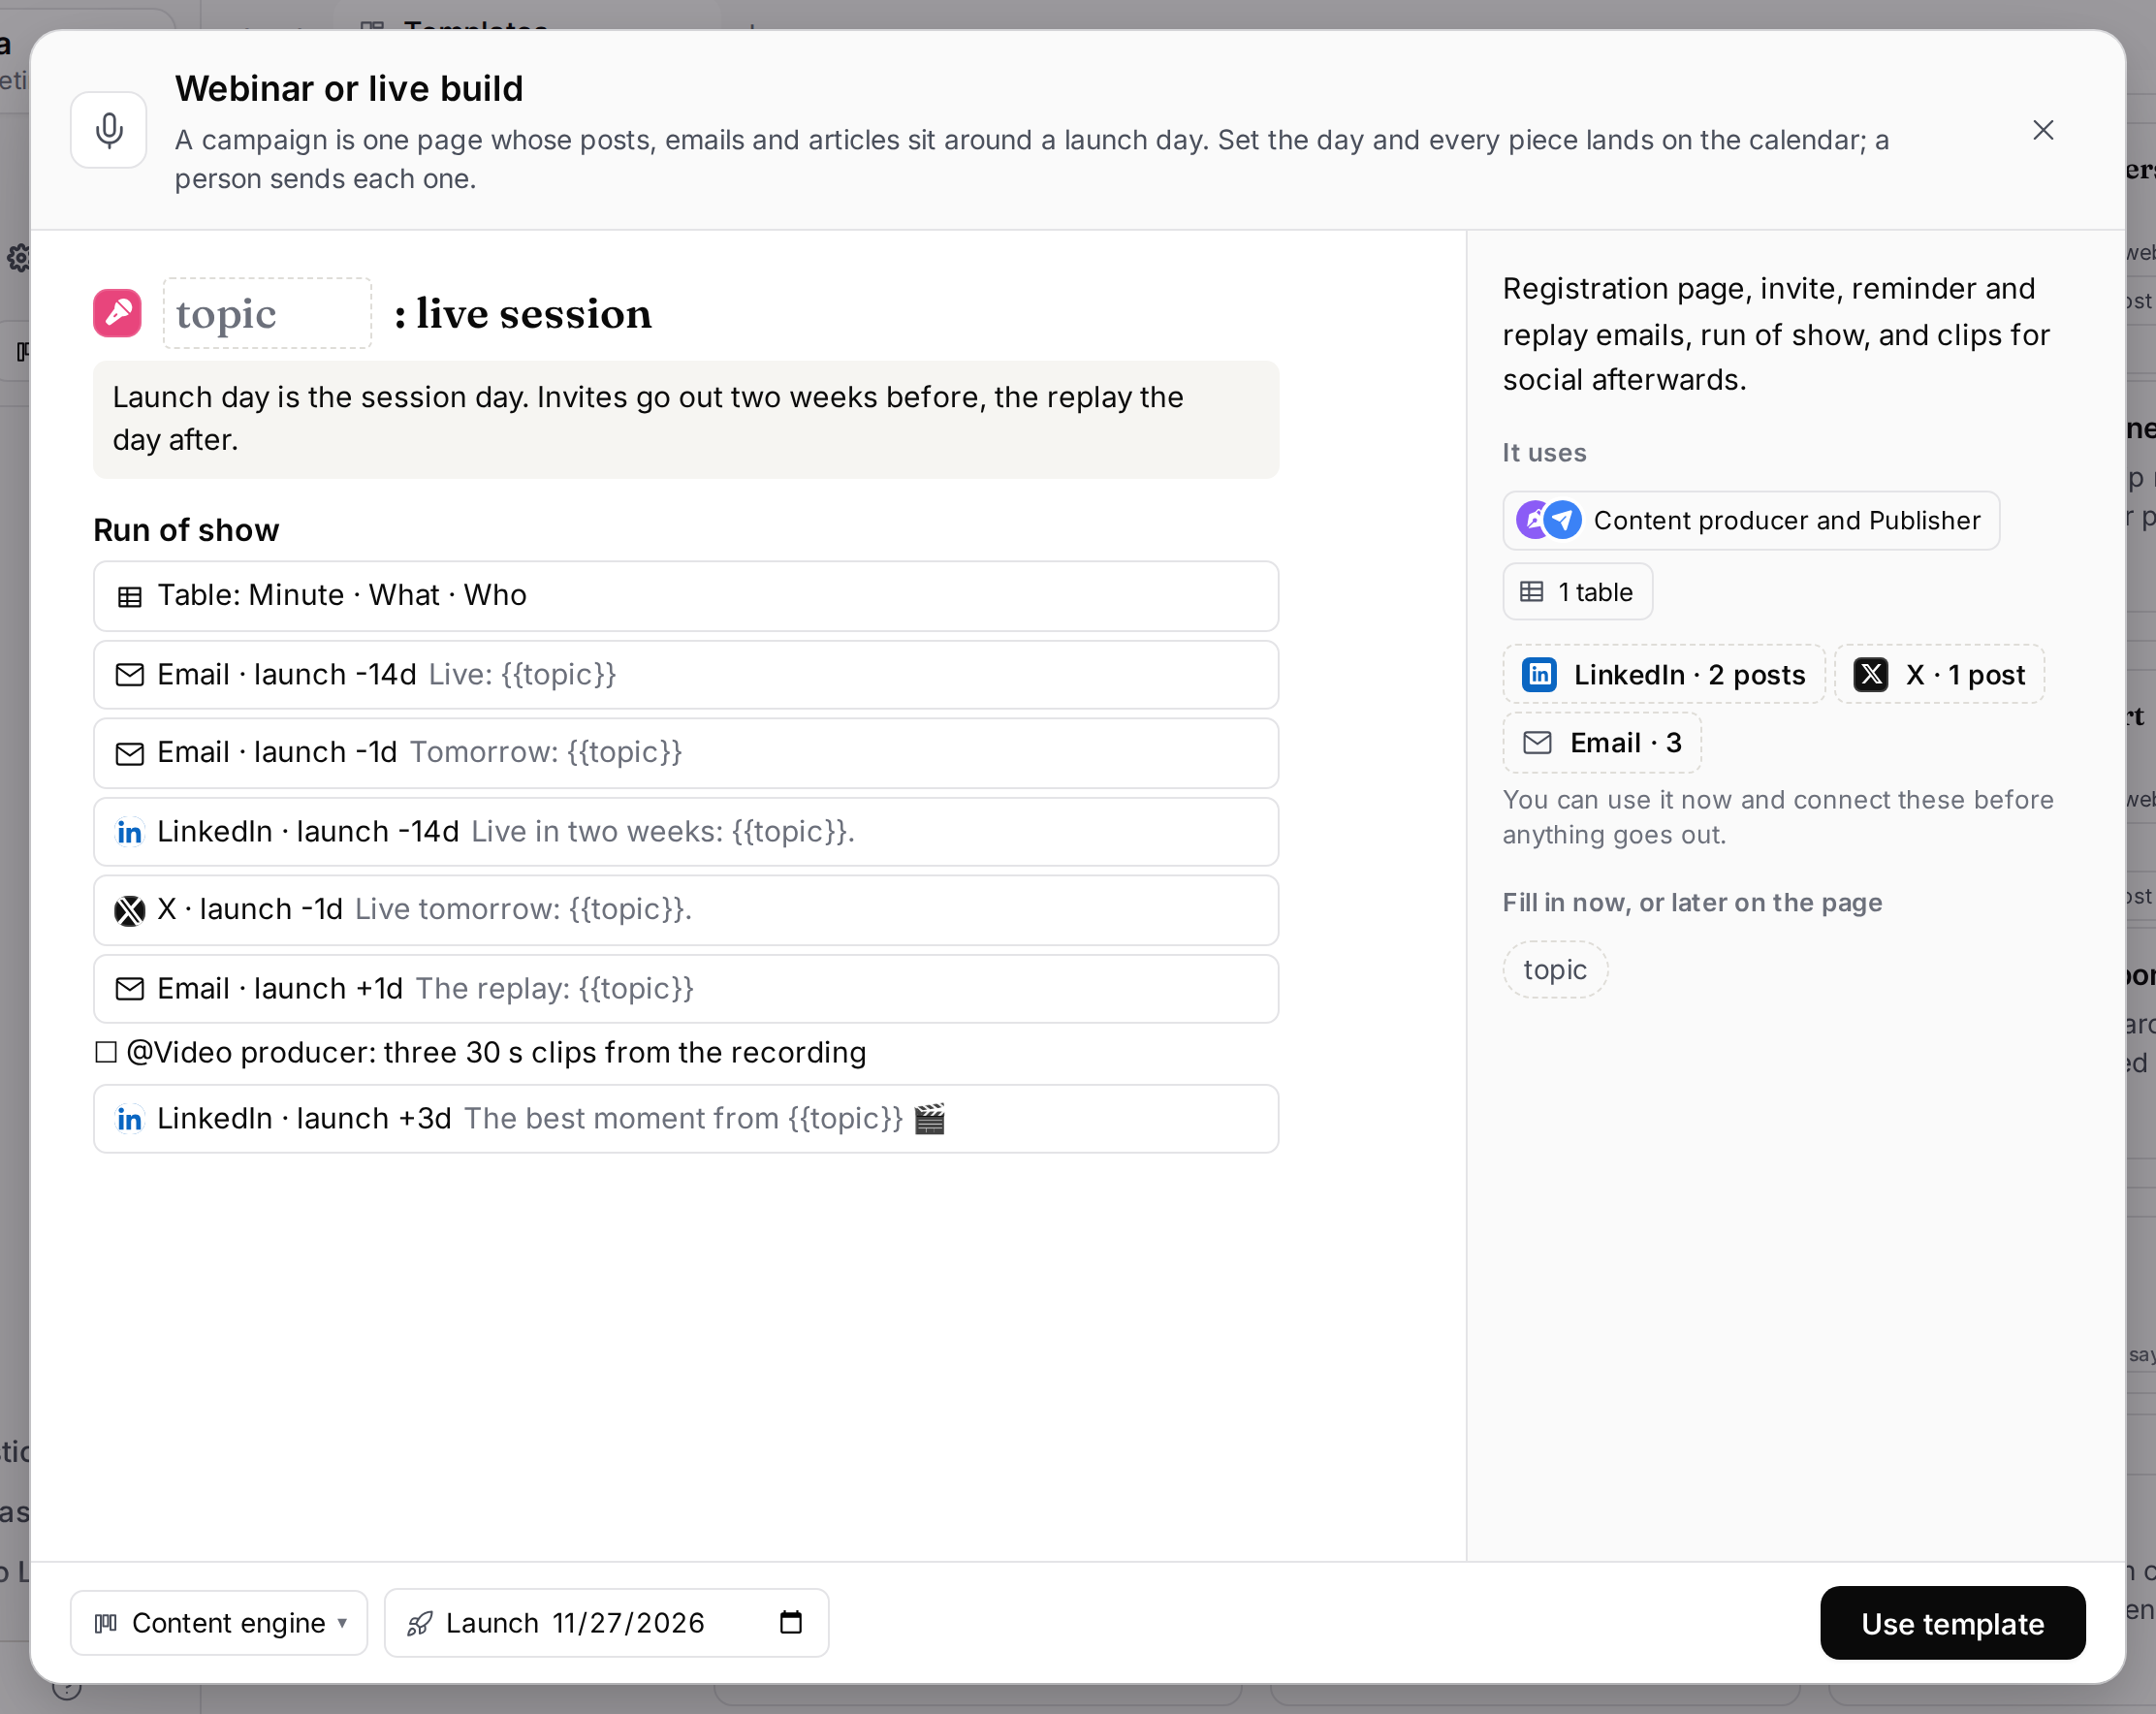 Templates
Webinar or live build
A campaign is one page whose posts, emails and articles sit around a launch day. Set the day and every piece lands on the calendar; a
person sends each one.
topic : live session
Launch day is the session day. Invites go out two weeks before, the replay the
day after.
Run of show
Table: Minute · What · Who
Email · launch -14d Live: {{topic}}
Email · launch -1d Tomorrow: {{topic}}
LinkedIn · launch -14d Live in two weeks: {{topic}}.
X · launch -1d Live tomorrow: {{topic}}.
Email · launch +1d The replay: {{topic}}
☐ @Video producer: three 30 s clips from the recording
LinkedIn · launch +3d The best moment from {{topic}} 🎬
Registration page, invite, reminder and
replay emails, run of show, and clips for
social afterwards.
It uses
Content producer and Publisher
1 table
LinkedIn · 2 posts X · 1 post
Email · 3
You can use it now and connect these before
anything goes out.
Fill in now, or later on the page
topic
Content engine ▾ Launch 11/27/2026
Use template